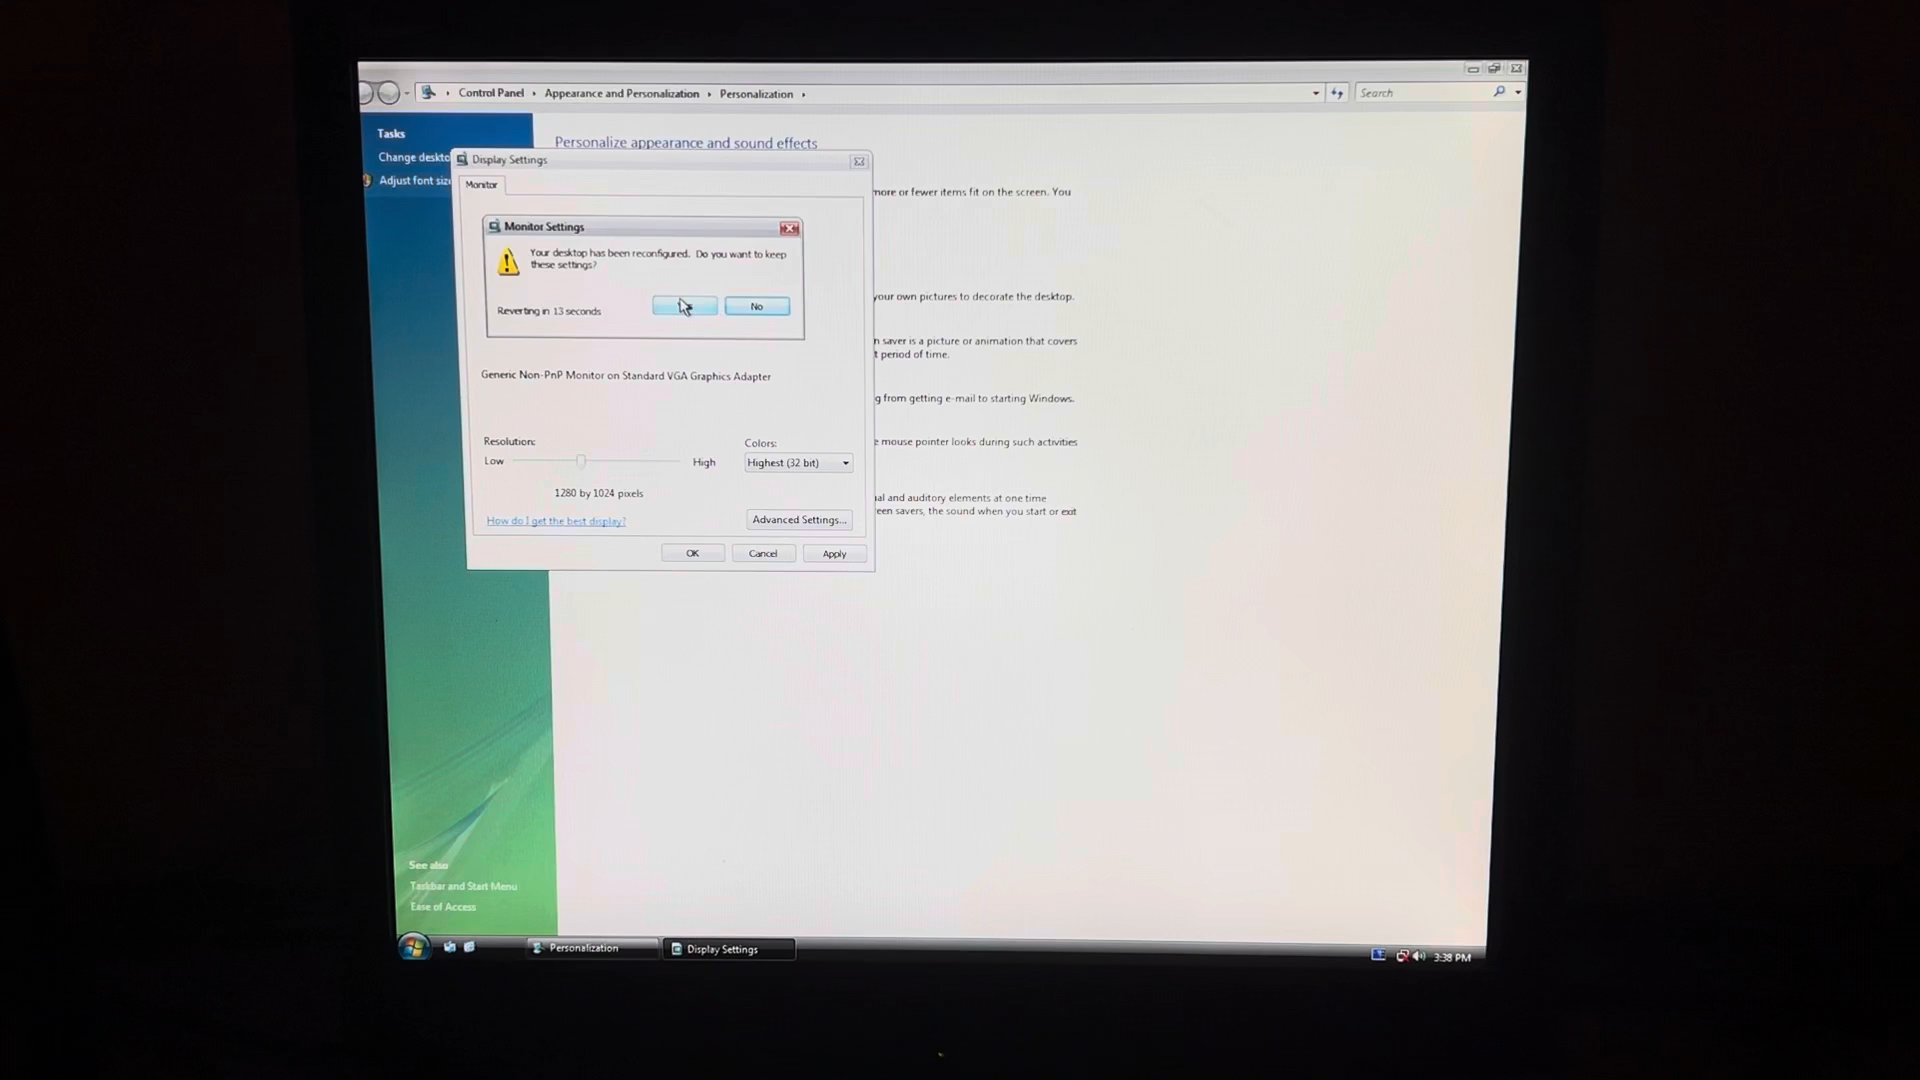 Control Panel
Appearance and Personalization
Personalization
Search
Tasks
Change deskto
Adjust font siz
Personalize appearance and sound effects
Display Settings
Monitor
more or fewer items fit on the screen. You
Monitor Settings
Your desktop has been reconfigured. Do you want to keep
these settings?
Reverting in 13 seconds
No
your own pictures to decorate the desktop.
n saver is a picture or animation that covers
t period of time.
Generic Non-PnP Monitor on Standard VGA Graphics Adapter
g from getting e-mail to starting Windows.
Resolution:
Colors:
e mouse pointer looks during such activities
Low
High
Highest (32 bit)
1280 by 1024 pixels
ual and auditory elements at one time
een savers, the sound when you start or exit
How do I get the best display?
Advanced Settings...
OK
Cancel
Apply
See also
Taskbar and Start Menu
Ease of Access
Personalization
Display Settings
3:38 PM